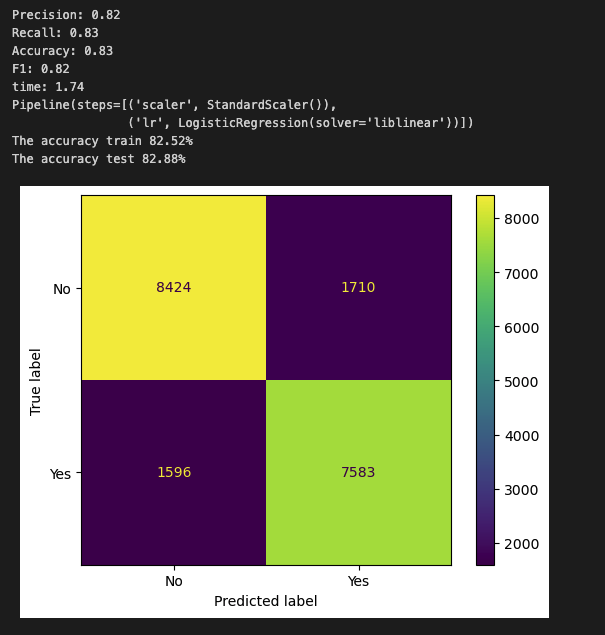 Precision: 0.82
Recall: 0.83
Accuracy: 0.83
F1: 0.82
time: 1.74
Pipeline(steps=[('scaler', StandardScaler()),
('lr', LogisticRegression(solver='liblinear'))])
The accuracy train 82.52%
The accuracy test 82.88%
8424
1710
1596
7583
No
Yes
True label
No
Yes
Predicted label
8000
7000
6000
5000
4000
3000
2000